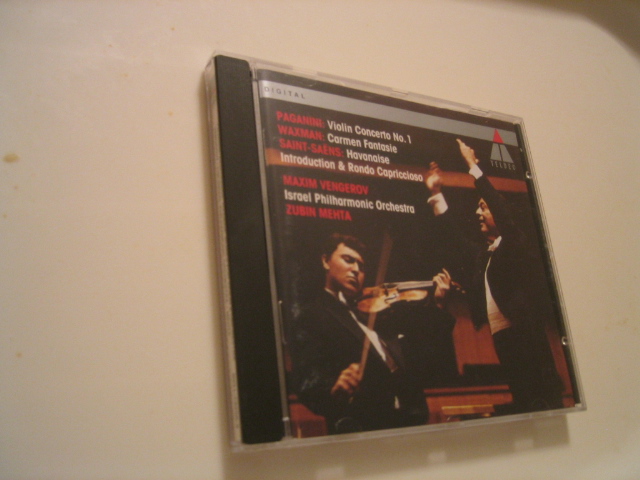 DIGITAL
PAGANINI: Violin Concerto No.1
WAXMAN: Carmen Fantasie
SAINT-SAËNS: Havanaise
Introduction & Rondo Capriccioso
MAXIM VENGEROV
Israel Philharmonic Orchestra
ZUBIN MEHTA